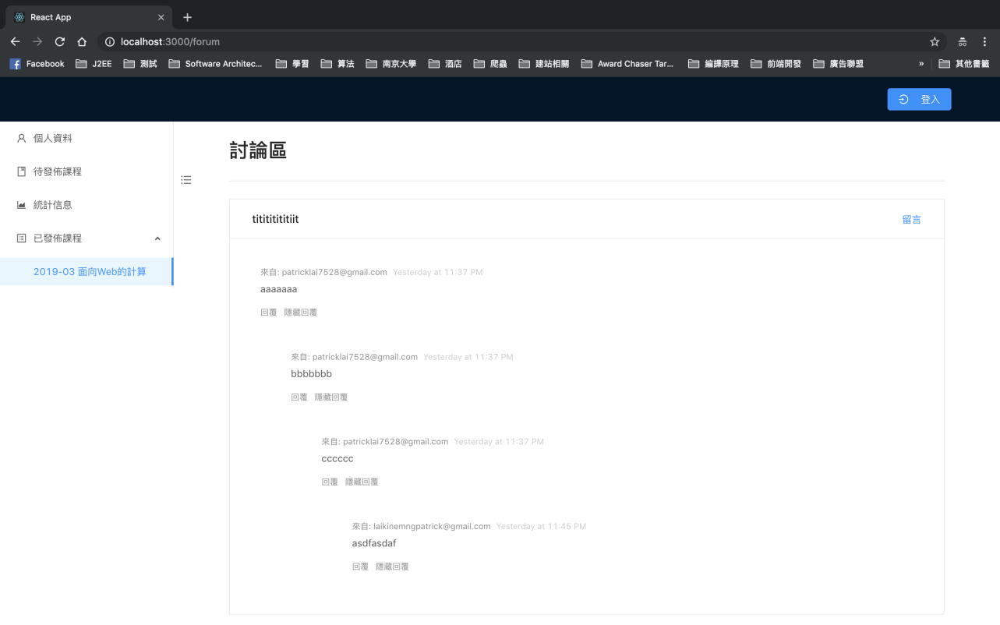 React App
localhost:3000/forum
Facebook J2EE 測試 Software Architec... 學習 算法 南京大學 酒店 爬蟲 建站相關 Award Chaser Tar... 編譯原理 前端開發 廣告聯盟 » 其他書籤
登入
個人資料
待發佈課程
統計信息
已發佈課程
2019-03 面向Web的計算
討論區
titititititiit 留言
來自: patricklai7528@gmail.com Yesterday at 11:37 PM
aaaaaaa
回覆 隱藏回覆
來自: patricklai7528@gmail.com Yesterday at 11:37 PM
bbbbbbb
回覆 隱藏回覆
來自: patricklai7528@gmail.com Yesterday at 11:37 PM
cccccc
回覆 隱藏回覆
來自: laikinemngpatrick@gmail.com Yesterday at 11:45 PM
asdfasdaf
回覆 隱藏回覆